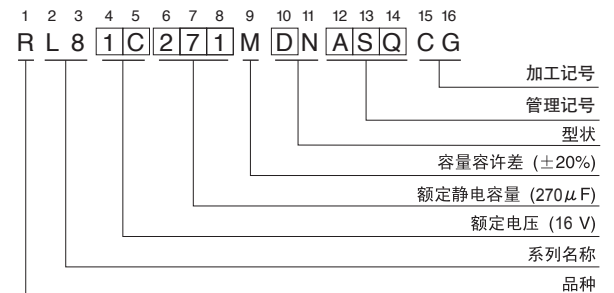 1 2 3 4 5 6 7 8 9 10 11 12 13 14 15 16
R L 8 1 C 2 7 1 M D N A S Q C G
加工记号
管理记号
型状
容量容许差 (±20%)
额定静电容量 (270μF)
额定电压 (16 V)
系列名称
品种